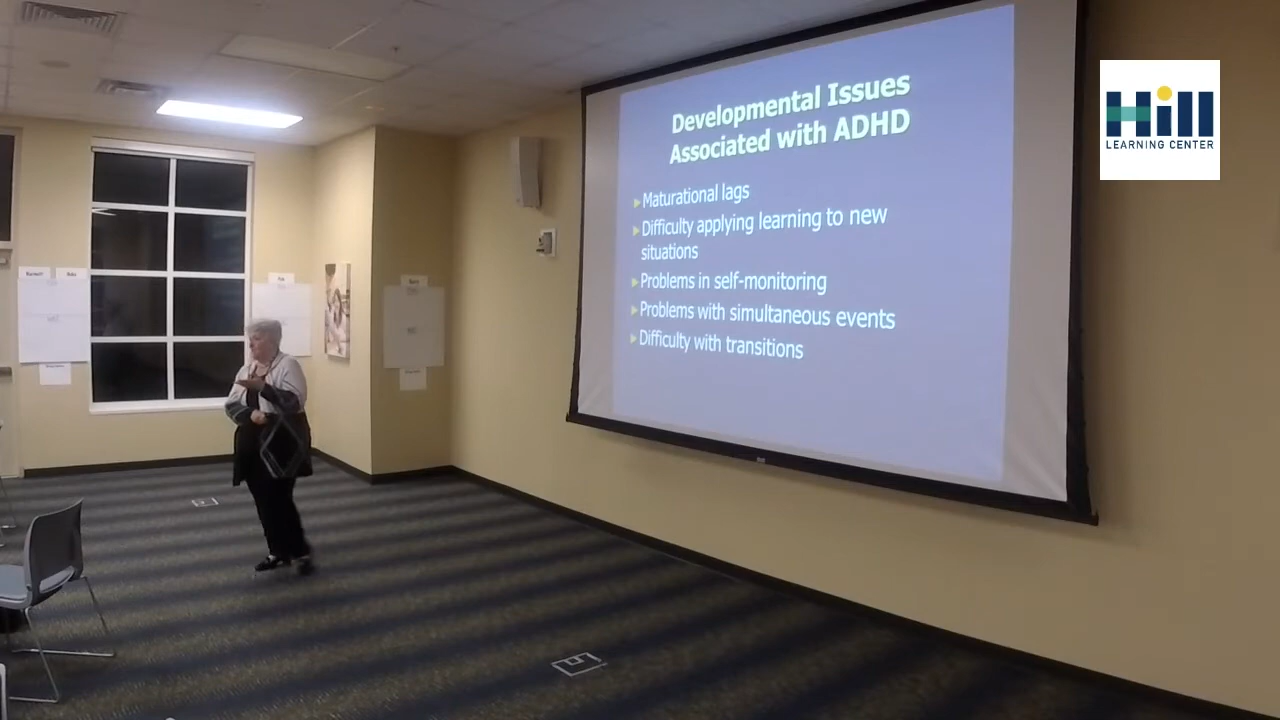 Developmental Issues
Associated with ADHD
Maturational lags
Difficulty applying learning to new
situations
Problems in self-monitoring
Problems with simultaneous events
Difficulty with transitions
Hill
LEARNING CENTER